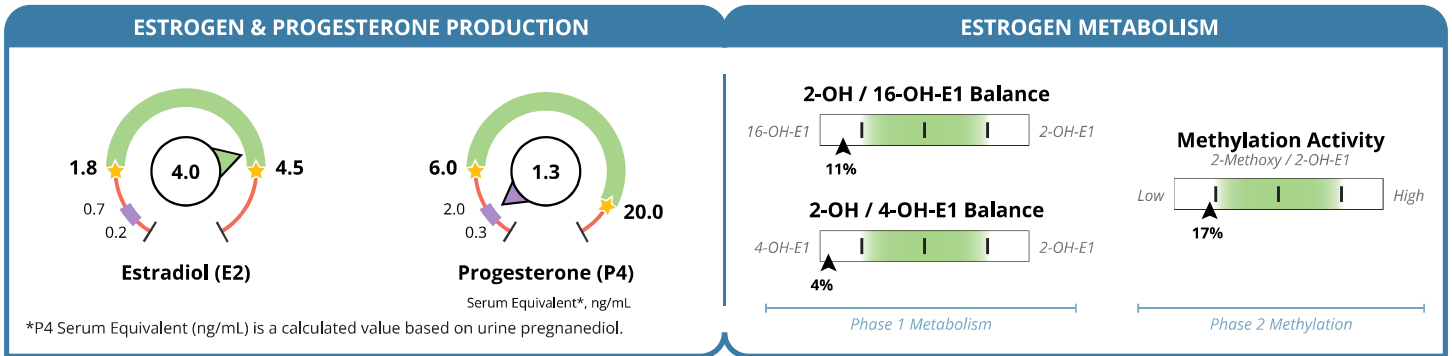 ESTROGEN & PROGESTERONE PRODUCTION
1.8
4.0
4.5
0.7
0.2
Estradiol (E2)
6.0
1.3
2.0
20.0
0.3
Progesterone (P4)
Serum Equivalent*, ng/mL
*P4 Serum Equivalent (ng/mL) is a calculated value based on urine pregnanediol.
ESTROGEN METABOLISM
2-OH / 16-OH-E1 Balance
16-OH-E1
2-OH-E1
11%
2-OH / 4-OH-E1 Balance
4-OH-E1
2-OH-E1
4%
Phase 1 Metabolism
Methylation Activity
2-Methoxy / 2-OH-E1
Low
High
17%
Phase 2 Methylation